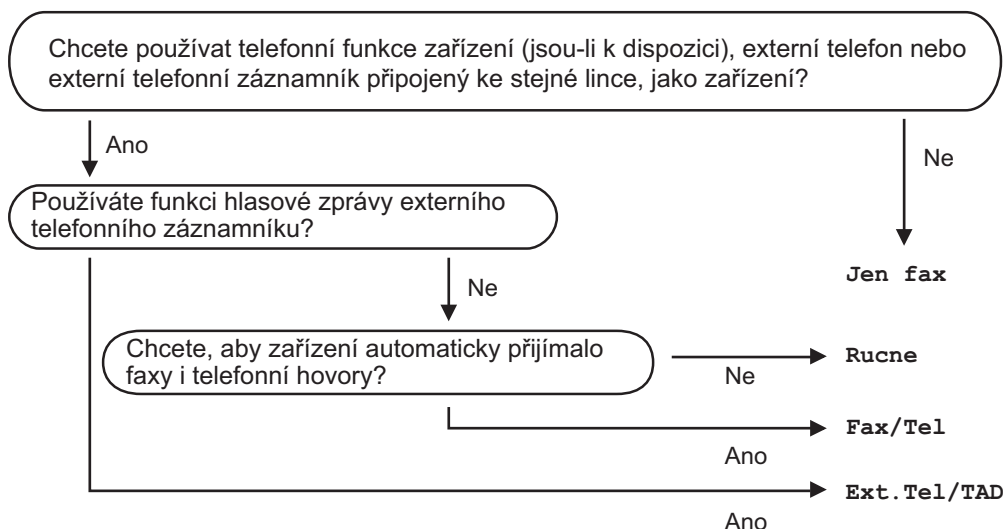 Chcete používat telefonní funkce zařízení (jsou-li k dispozici), externí telefon nebo
externí telefonní záznamník připojený ke stejné lince, jako zařízení?
Ano
Ne
Používáte funkci hlasové zprávy externího
telefonního záznamníku?
Jen fax
Ne
Chcete, aby zařízení automaticky přijímalo
faxy i telefonní hovory?
Rucne
Ne
Fax/Tel
Ano
Ext.Tel/TAD
Ano